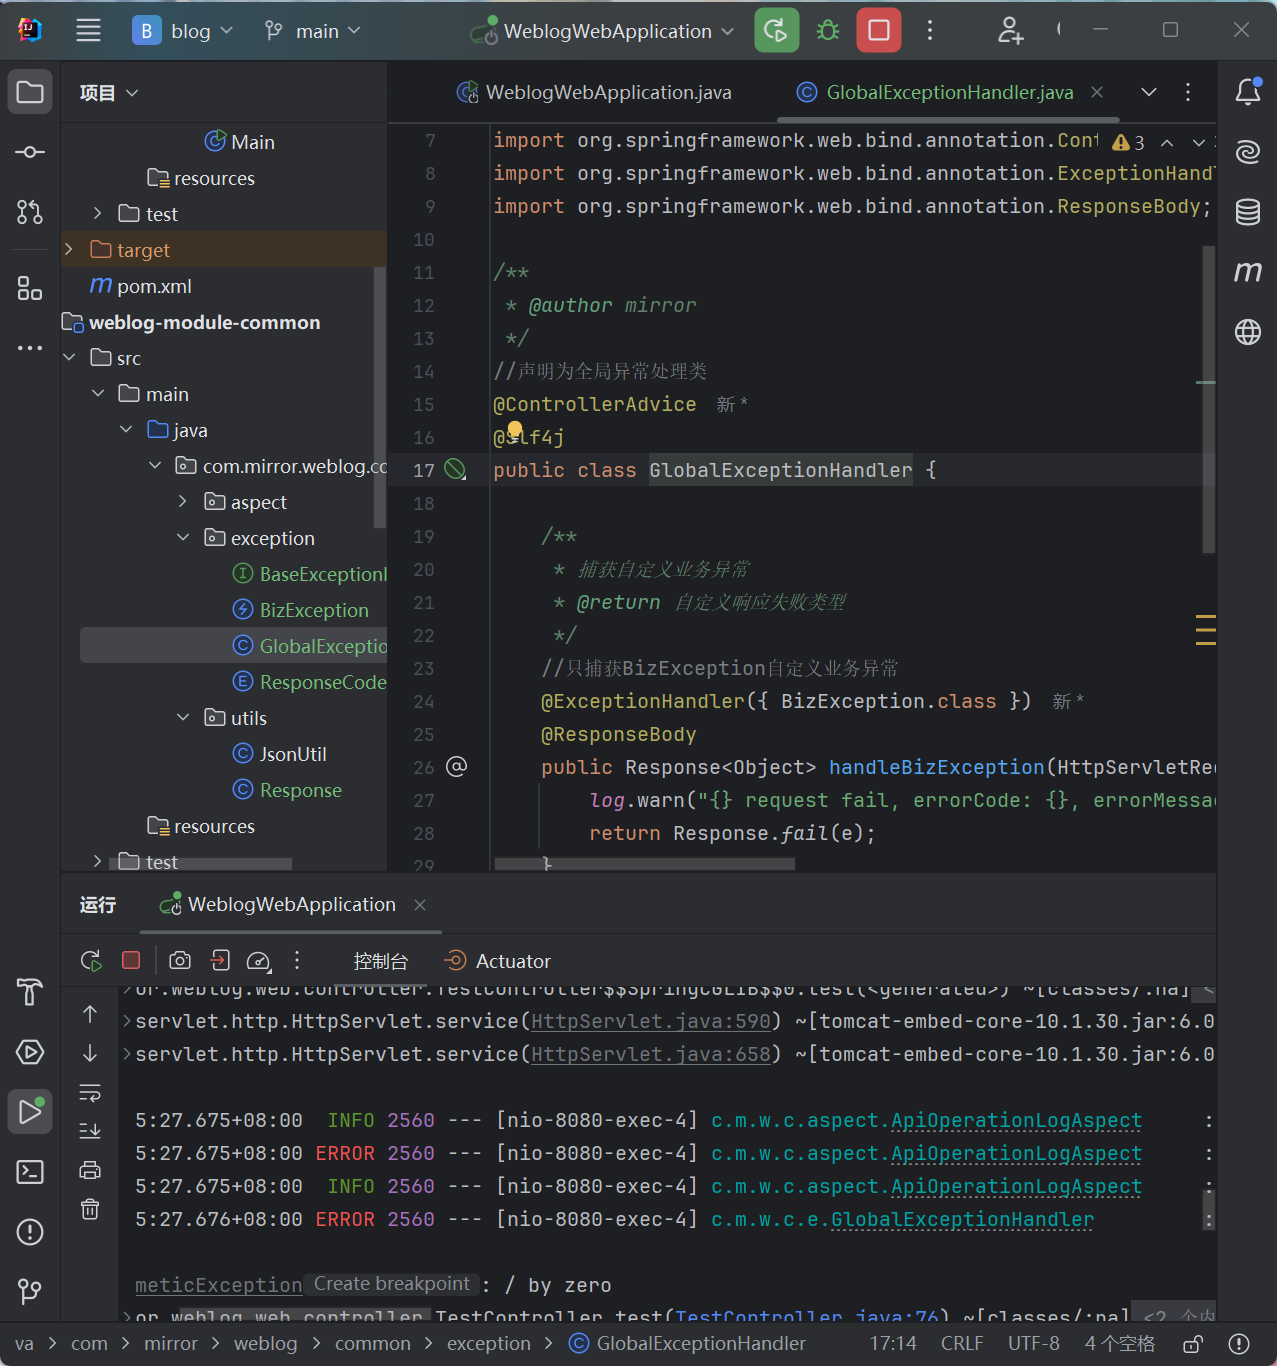 B blog main WeblogWebApplication
项目
WeblogWebApplication.java
GlobalExceptionHandler.java
Main
resources
test
target
pom.xml
weblog-module-common
src
main
java
com.mirror.weblog.co
aspect
exception
BaseExceptionI
BizException
GlobalExceptio
ResponseCode
utils
JsonUtil
Response
resources
test
3
7 import org.springframework.web.bind.annotation.Cont
8 import org.springframework.web.bind.annotation.ExceptionHandl
9 import org.springframework.web.bind.annotation.ResponseBody;
10
11 /**
12 * @author mirror
13 */
14 //声明为全局异常处理类
15 @ControllerAdvice 新 *
16 @Slf4j
17 public class GlobalExceptionHandler {
18
19 /**
20 * 捕获自定义业务异常
21 * @return 自定义响应失败类型
22 */
23 //只捕获BizException自定义业务异常
24 @ExceptionHandler({ BizException.class }) 新 *
25 @ResponseBody
26 public Response<Object> handleBizException(HttpServletRec
27 log.warn("{} request fail, errorCode: {}, errorMessa
28 return Response.fail(e);
29 }
运行 WeblogWebApplication
控制台 Actuator
or.weblog.web.controller.TestController$$SpringCGLIB$$0.test(<generated>) ~[classes/:na] <
servlet.http.HttpServlet.service(HttpServlet.java:590) ~[tomcat-embed-core-10.1.30.jar:6.0
servlet.http.HttpServlet.service(HttpServlet.java:658) ~[tomcat-embed-core-10.1.30.jar:6.0
5:27.675+08:00 INFO 2560 --- [nio-8080-exec-4] c.m.w.c.aspect.ApiOperationLogAspect :
5:27.675+08:00 ERROR 2560 --- [nio-8080-exec-4] c.m.w.c.aspect.ApiOperationLogAspect :
5:27.675+08:00 INFO 2560 --- [nio-8080-exec-4] c.m.w.c.aspect.ApiOperationLogAspect :
5:27.676+08:00 ERROR 2560 --- [nio-8080-exec-4] c.m.w.c.e.GlobalExceptionHandler :
meticException Create breakpoint : / by zero
or.weblog.web.controller.TestController.test(TestController.java:76) ~[classes/:na] <2 个内
va > com > mirror > weblog > common > exception > GlobalExceptionHandler 17:14 CRLF UTF-8 4 个空格